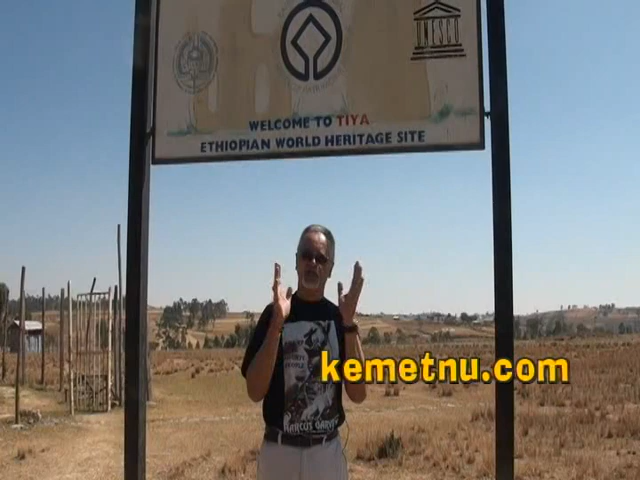 UNESCO
WELCOME TO TIYA
ETHIOPIAN WORLD HERITAGE SITE
kemetnu.com
MARCUS GARVEY